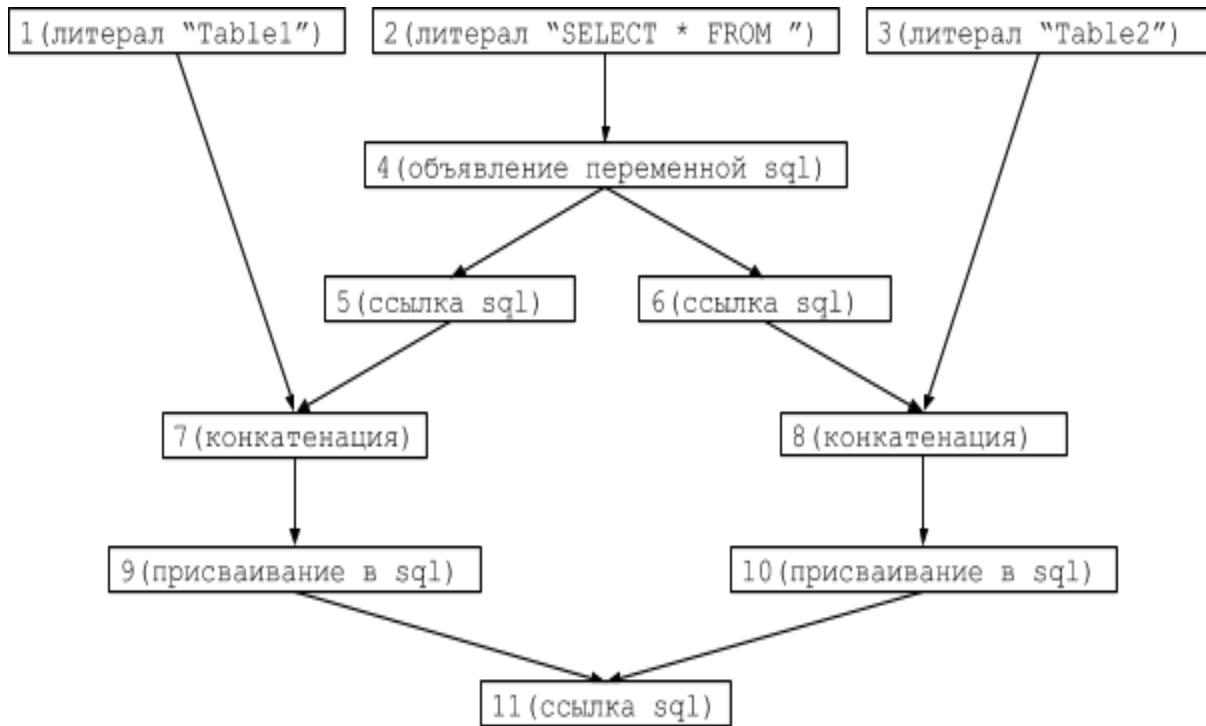 1(литерал “Table1”)
2(литерал “SELECT * FROM ”)
3(литерал “Table2”)
4(объявление переменной sql)
5(ссылка sql)
6(ссылка sql)
7(конкатенация)
8(конкатенация)
9(присваивание в sql)
10(присваивание в sql)
11(ссылка sql)